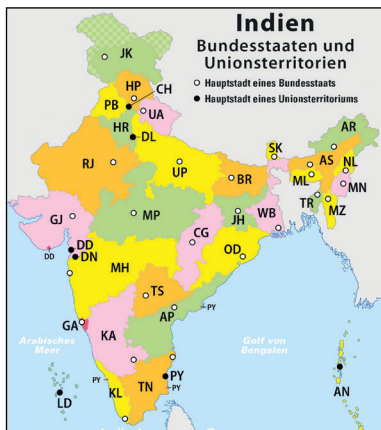 Indien
Bundesstaaten und
Unionsterritorien
Hauptstadt eines Bundesstaats
Hauptstadt eines Unionsterritoriums
JK
HP
CH
PB
UA
HR
DL
AR
SK
RJ
UP
AS
NL
BR
ML
MN
GJ
MP
JH
WB
TR
MZ
CG
DD
DD
DN
OD
MH
TS
GA
AP
PY
KA
Arabisches
Meer
Golf von
Bengalen
PY
PY
TN
PY
KL
LD
AN